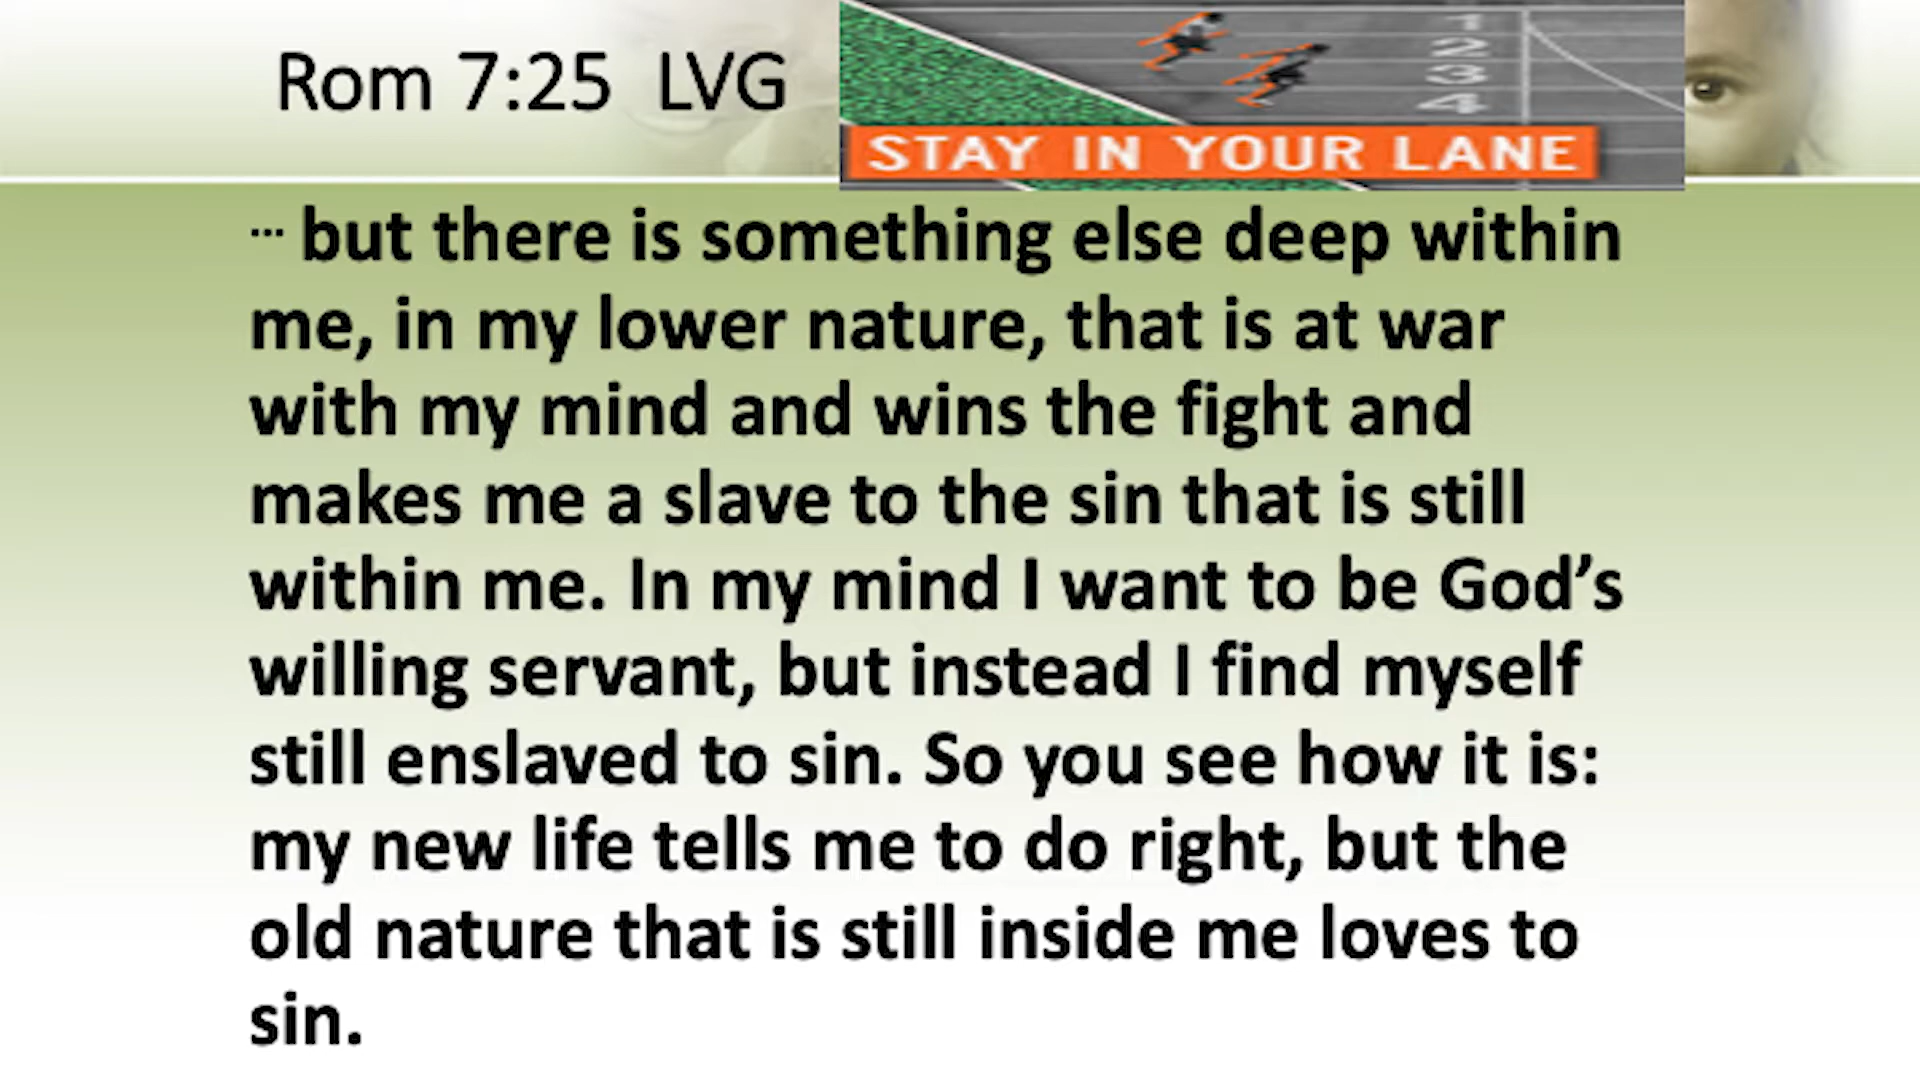 Rom 7:25 LVG
1
2
3
4
STAY IN YOUR LANE
... but there is something else deep within
me, in my lower nature, that is at war
with my mind and wins the fight and
makes me a slave to the sin that is still
within me. In my mind I want to be God’s
willing servant, but instead I find myself
still enslaved to sin. So you see how it is:
my new life tells me to do right, but the
old nature that is still inside me loves to
sin.